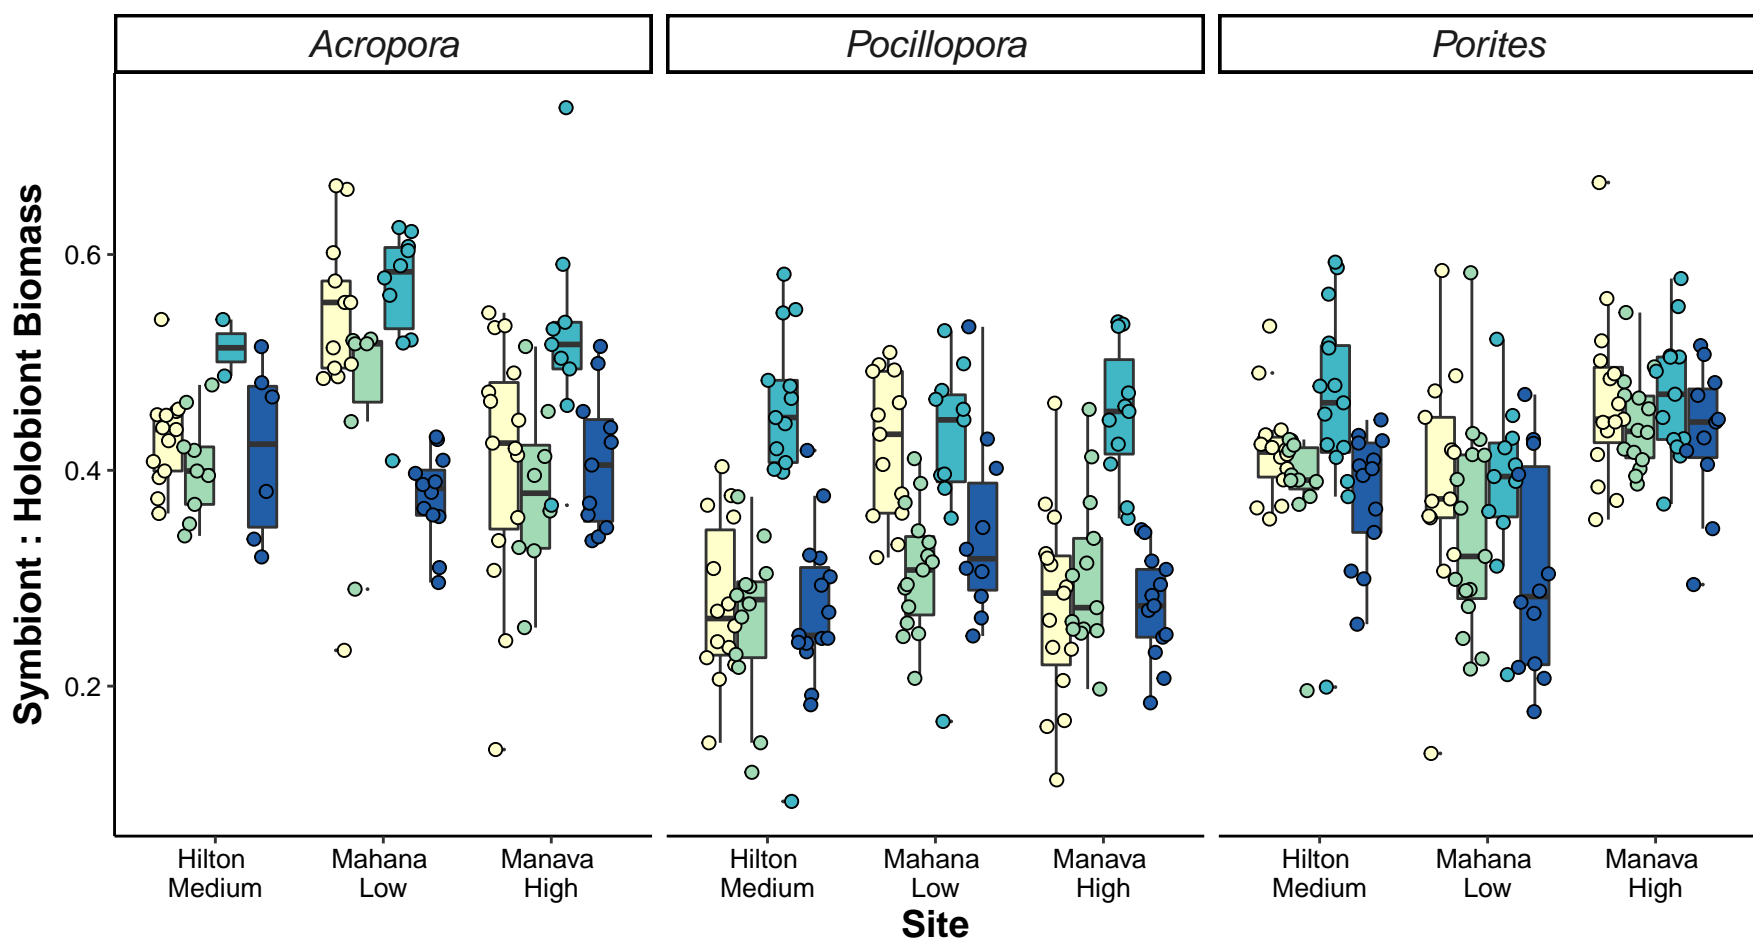 Acropora Pocillopora Porites
Symbiont : Holobiont Biomass
0.6
0.4
0.2
Hilton Mahana Manava Hilton Mahana Manava Hilton Mahana Manava
Medium Low High Medium Low High Medium Low High
Site